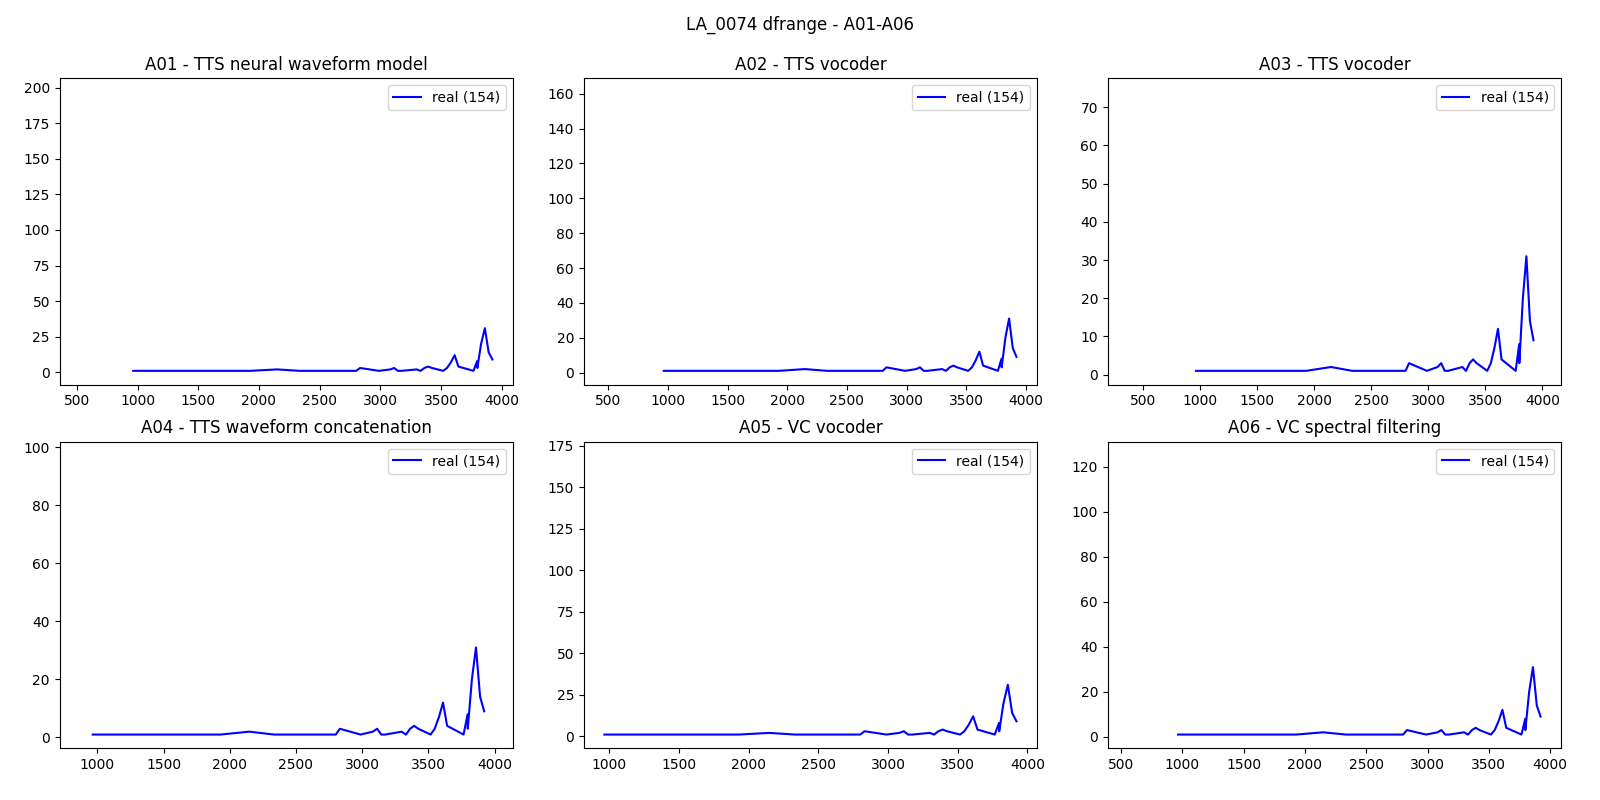 LA_0074 dfrange - A01-A06
A01 - TTS neural waveform model
200
175
150
125
100
75
50
25
0
real (154)
500 1000 1500 2000 2500 3000 3500 4000
A02 - TTS vocoder
160
140
120
100
80
60
40
20
0
real (154)
500 1000 1500 2000 2500 3000 3500 4000
A03 - TTS vocoder
70
60
50
40
30
20
10
0
real (154)
500 1000 1500 2000 2500 3000 3500 4000
A04 - TTS waveform concatenation
100
80
60
40
20
0
real (154)
1000 1500 2000 2500 3000 3500 4000
A05 - VC vocoder
175
150
125
100
75
50
25
0
real (154)
1000 1500 2000 2500 3000 3500 4000
A06 - VC spectral filtering
120
100
80
60
40
20
0
real (154)
500 1000 1500 2000 2500 3000 3500 4000